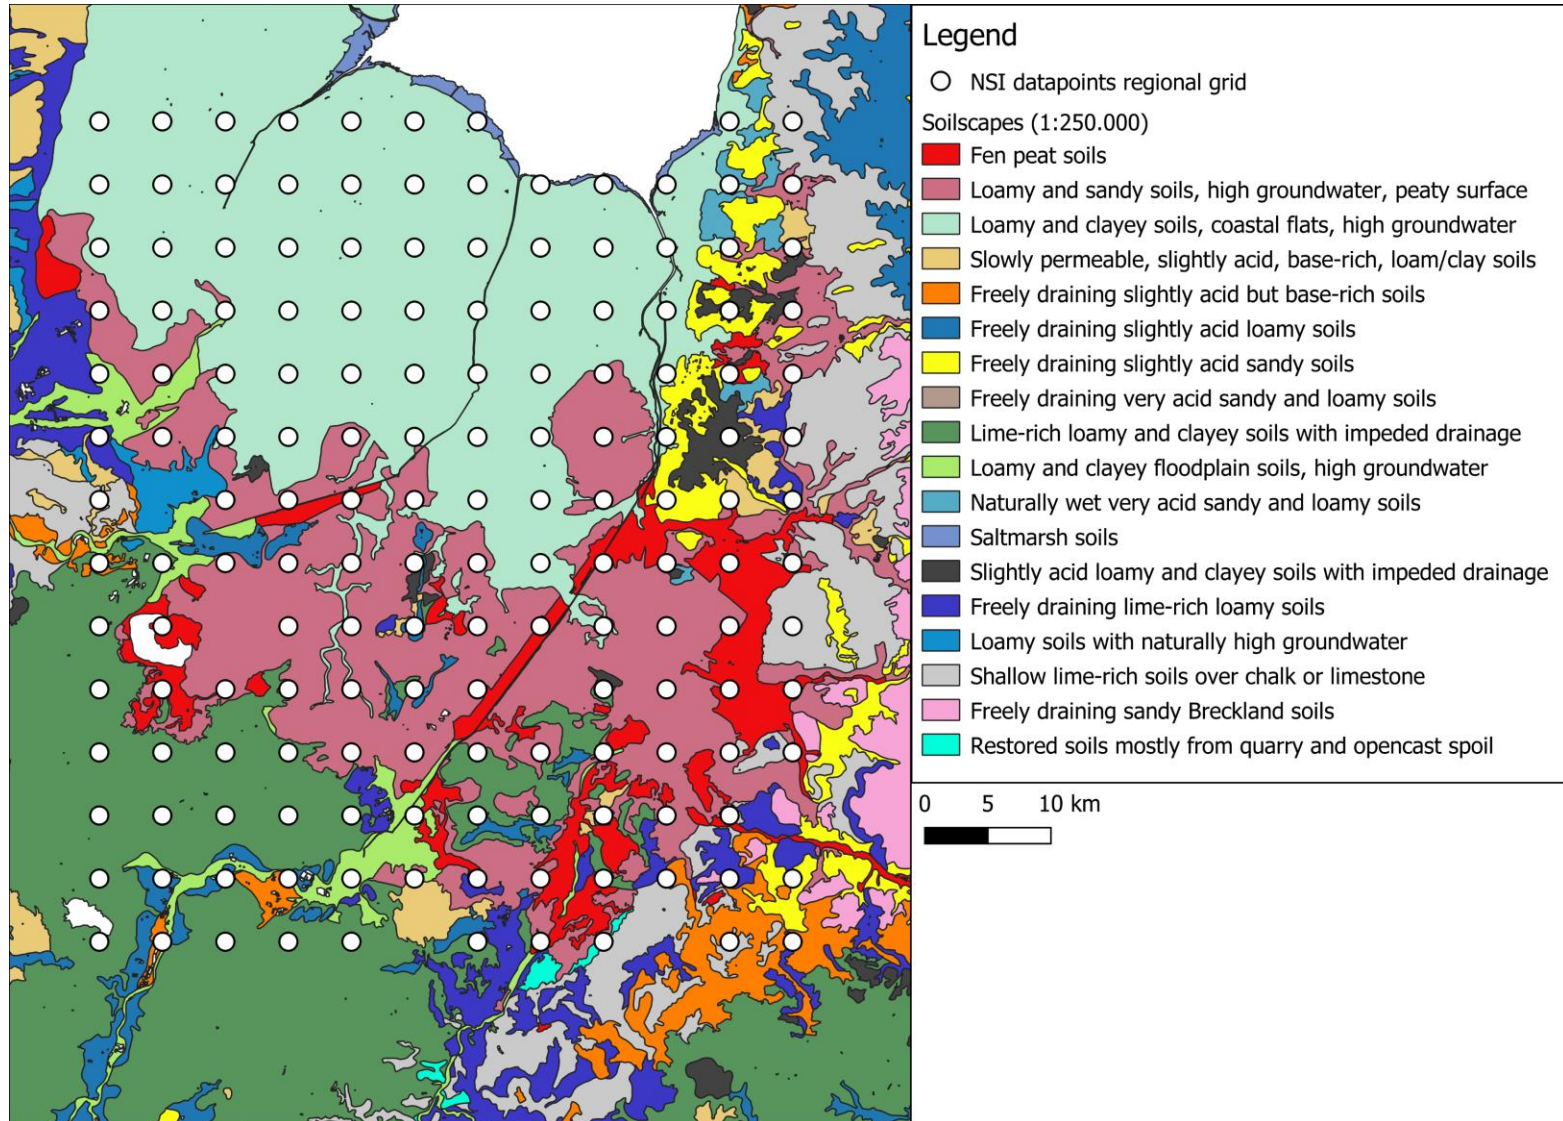 Legend
NSI datapoints regional grid
Soilscapes (1:250.000)
Fen peat soils
Loamy and sandy soils, high groundwater, peaty surface
Loamy and clayey soils, coastal flats, high groundwater
Slowly permeable, slightly acid, base-rich, loam/clay soils
Freely draining slightly acid but base-rich soils
Freely draining slightly acid loamy soils
Freely draining slightly acid sandy soils
Freely draining very acid sandy and loamy soils
Lime-rich loamy and clayey soils with impeded drainage
Loamy and clayey floodplain soils, high groundwater
Naturally wet very acid sandy and loamy soils
Saltmarsh soils
Slightly acid loamy and clayey soils with impeded drainage
Freely draining lime-rich loamy soils
Loamy soils with naturally high groundwater
Shallow lime-rich soils over chalk or limestone
Freely draining sandy Breckland soils
Restored soils mostly from quarry and opencast spoil
0 5 10 km